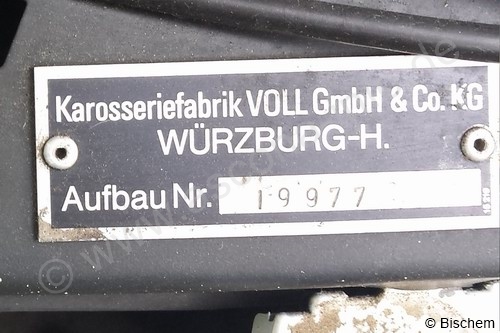 Karosseriefabrik VOLL GmbH & Co. KG
WÜRZBURG-H.
Aufbau Nr. 19977
© Bischem